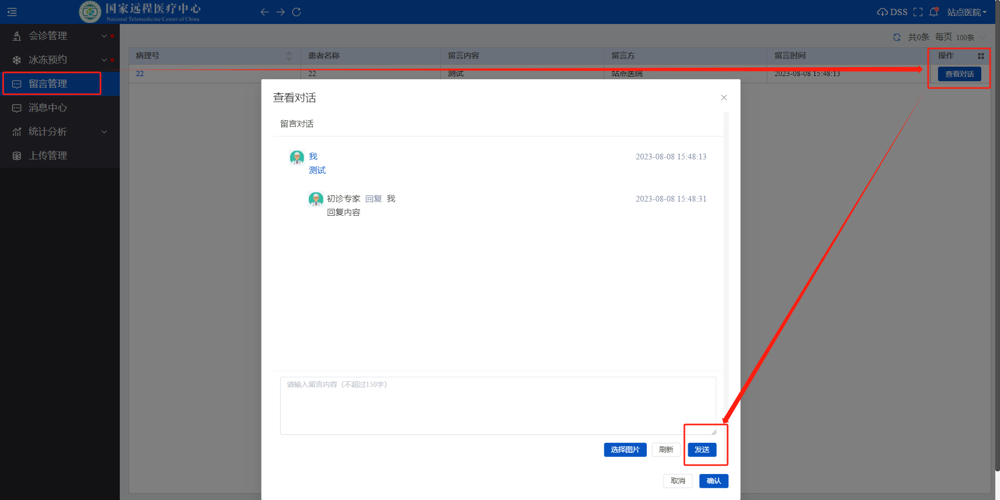 国家远程医疗中心
National Telemedicine Center of China
DSS
站点医院
会诊管理
冰冻预约
留言管理
消息中心
统计分析
上传管理
共0条 每页 100条
病理号 患者名称 留言内容 留言方 留言时间 操作
22 22 测试 站点医院 2023-08-08 15:48:13 查看对话
查看对话
留言对话
我 2023-08-08 15:48:13
测试
初诊专家 回复 我 2023-08-08 15:48:31
回复内容
请输入留言内容（不超过150字）
选择图片 刷新 发送
取消 确认